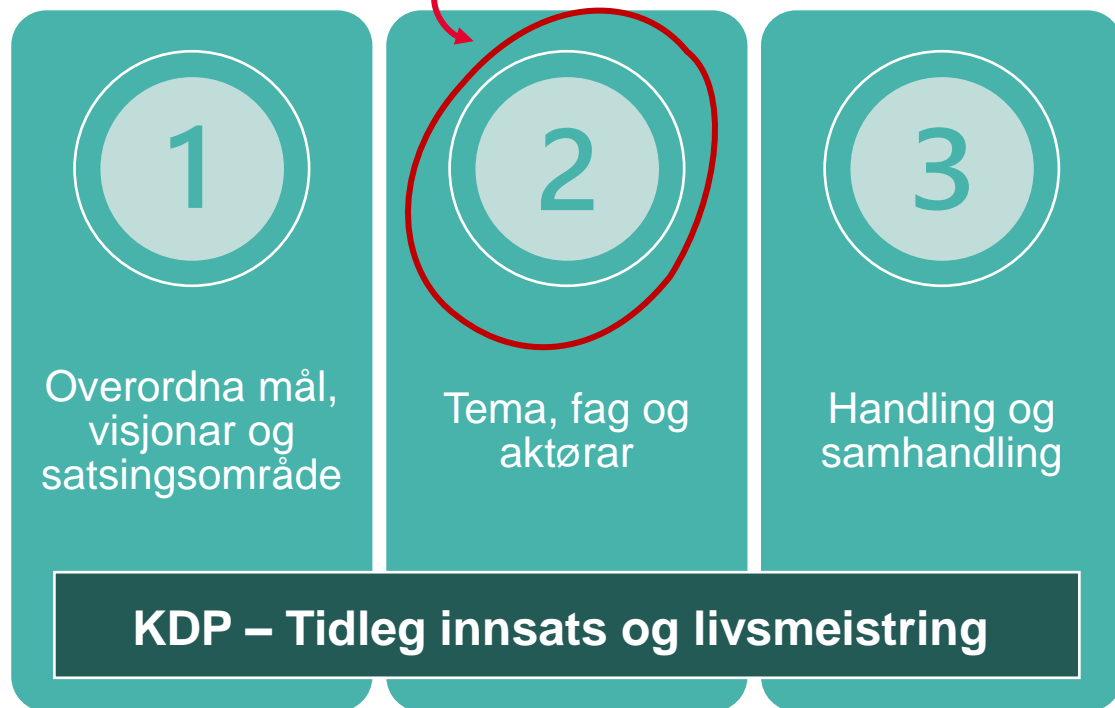 1
Overordna mål,
visjonar og
satsingsområde
2
Tema, fag og
aktørar
3
Handling og
samhandling
KDP – Tidleg innsats og livsmeistring